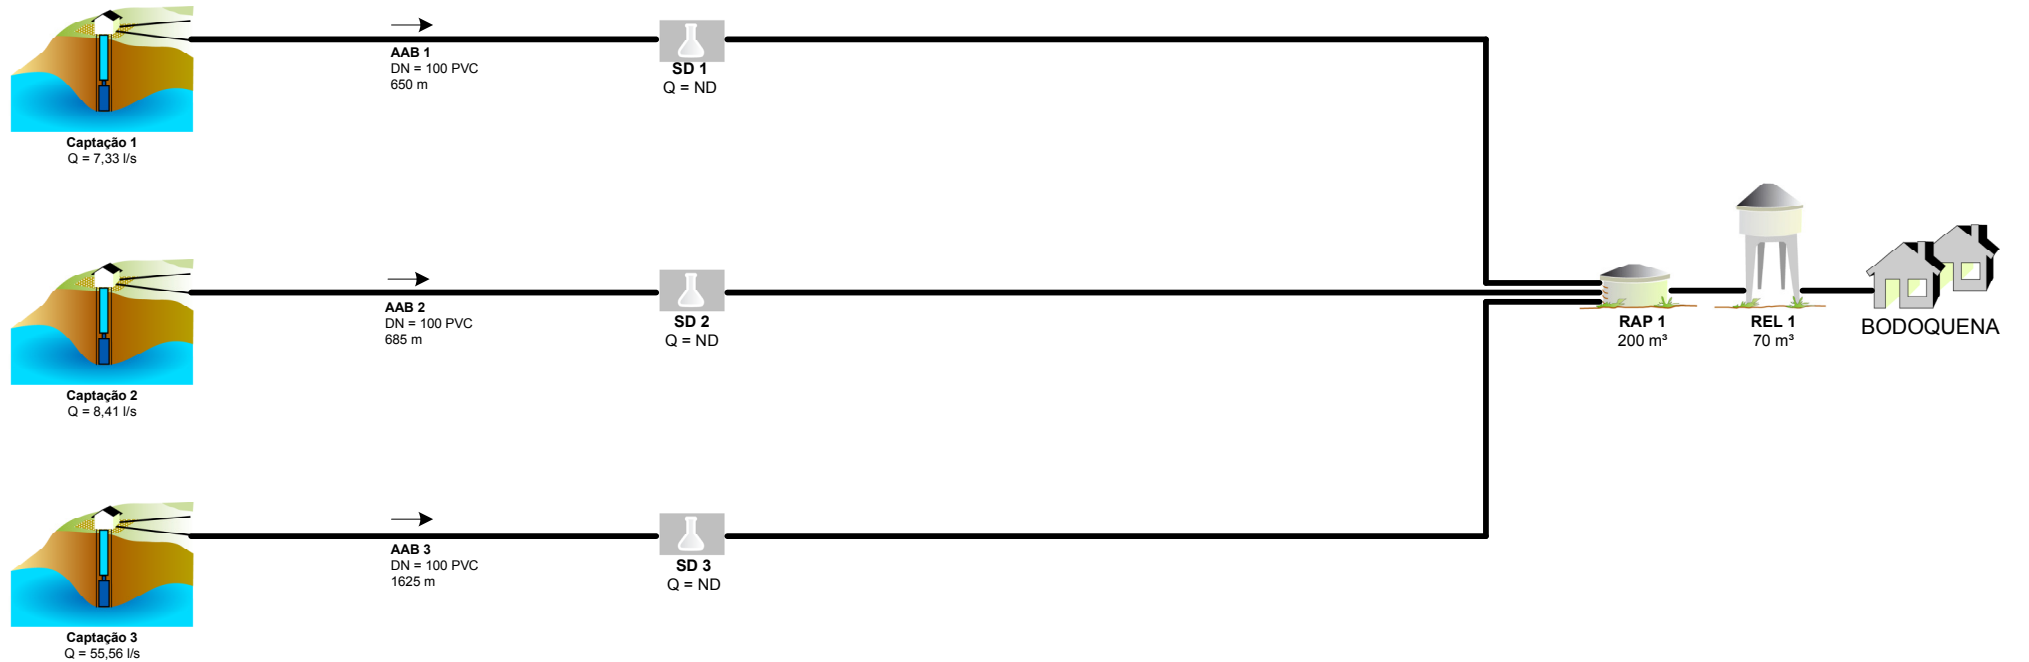 AAB 1
DN = 100 PVC
650 m
SD 1
Q = ND
Captação 1
Q = 7,33 l/s
AAB 2
DN = 100 PVC
685 m
SD 2
Q = ND
RAP 1
200 m³
REL 1
70 m³
BODOQUENA
Captação 2
Q = 8,41 l/s
AAB 3
DN = 100 PVC
1625 m
SD 3
Q = ND
Captação 3
Q = 55,56 l/s